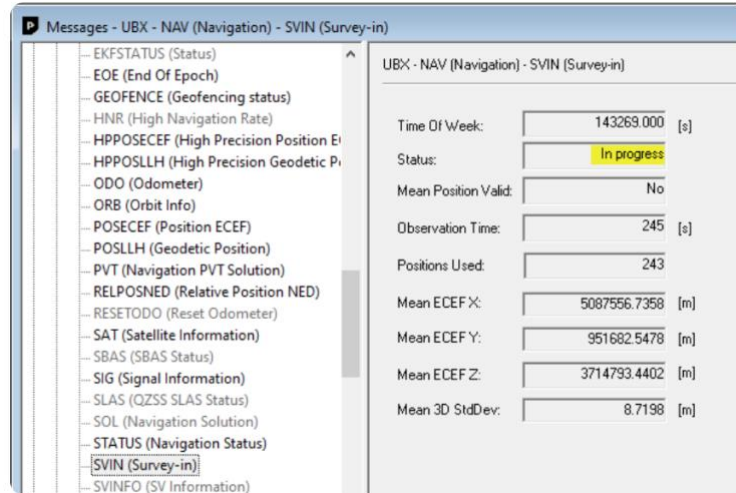 Messages - UBX - NAV (Navigation) - SVIN (Survey-in)
EKFSTATUS (Status)
EOE (End Of Epoch)
GEOFENCE (Geofencing status)
HNR (High Navigation Rate)
HPPOSECEF (High Precision Position E
HPPOSLLH (High Precision Geodetic P
ODO (Odometer)
ORB (Orbit Info)
POSECEF (Position ECEF)
POSLLH (Geodetic Position)
PVT (Navigation PVT Solution)
RELPOSNED (Relative Position NED)
RESETODO (Reset Odometer)
SAT (Satellite Information)
SBAS (SBAS Status)
SIG (Signal Information)
SLAS (QZSS SLAS Status)
SOL (Navigation Solution)
STATUS (Navigation Status)
SVIN (Survey-in)
SVINFO (SV Information)
UBX - NAV (Navigation) - SVIN (Survey-in)
Time Of Week: 143269.000 [s]
Status: In progress
Mean Position Valid: No
Observation Time: 245 [s]
Positions Used: 243
Mean ECEF X: 5087556.7358 [m]
Mean ECEF Y: 951682.5478 [m]
Mean ECEF Z: 3714793.4402 [m]
Mean 3D StdDev: 8.7198 [m]